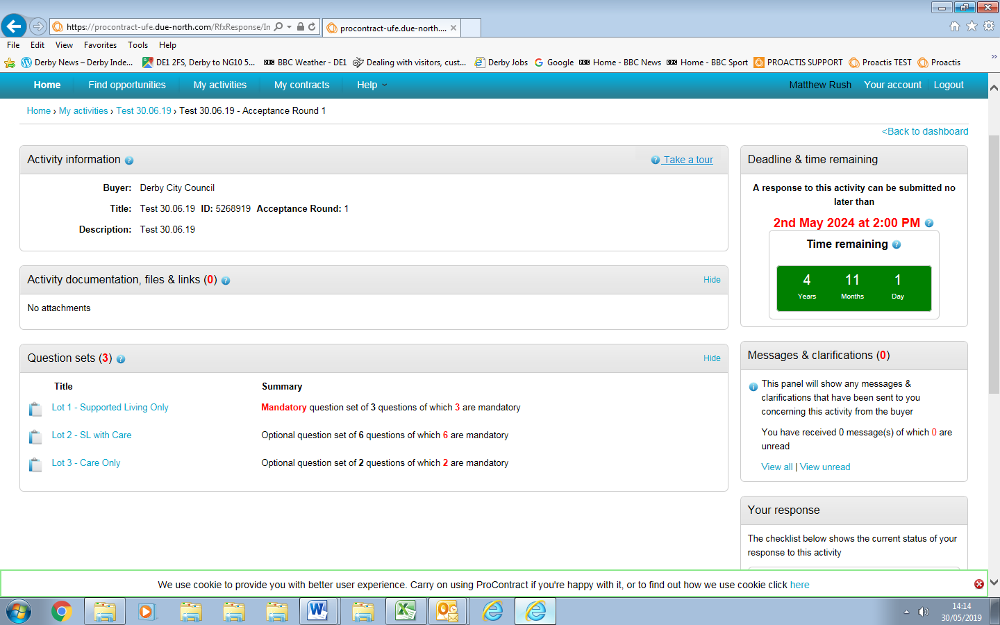 https://procontract-ufe.due-north.com/RfxResponse/In
procontract-ufe.due-north....
File Edit View Favorites Tools Help
Derby News – Derby Inde... DE1 2FS, Derby to NG10 5... BBC Weather - DE1 Dealing with visitors, cust... Derby Jobs Google Home - BBC News Home - BBC Sport PROACTIS SUPPORT Proactis TEST Proactis
Home Find opportunities My activities My contracts Help Matthew Rush Your account Logout
Home › My activities › Test 30.06.19 › Test 30.06.19 - Acceptance Round 1
<Back to dashboard
Activity information Take a tour
Buyer: Derby City Council
Title: Test 30.06.19 ID: 5268919 Acceptance Round: 1
Description: Test 30.06.19
Activity documentation, files & links (0) Hide
No attachments
Question sets (3) Hide
Title Summary
Lot 1 - Supported Living Only Mandatory question set of 3 questions of which 3 are mandatory
Lot 2 - SL with Care Optional question set of 6 questions of which 6 are mandatory
Lot 3 - Care Only Optional question set of 2 questions of which 2 are mandatory
Deadline & time remaining
A response to this activity can be submitted no
later than
2nd May 2024 at 2:00 PM
Time remaining
4 11 1
Years Months Day
Messages & clarifications (0)
This panel will show any messages &
clarifications that have been sent to you
concerning this activity from the buyer
You have received 0 message(s) of which 0 are
unread
View all | View unread
Your response
The checklist below shows the current status of your
response to this activity
We use cookie to provide you with better user experience. Carry on using ProContract if you're happy with it, or to find out how we use cookie click here
14:14
30/05/2019